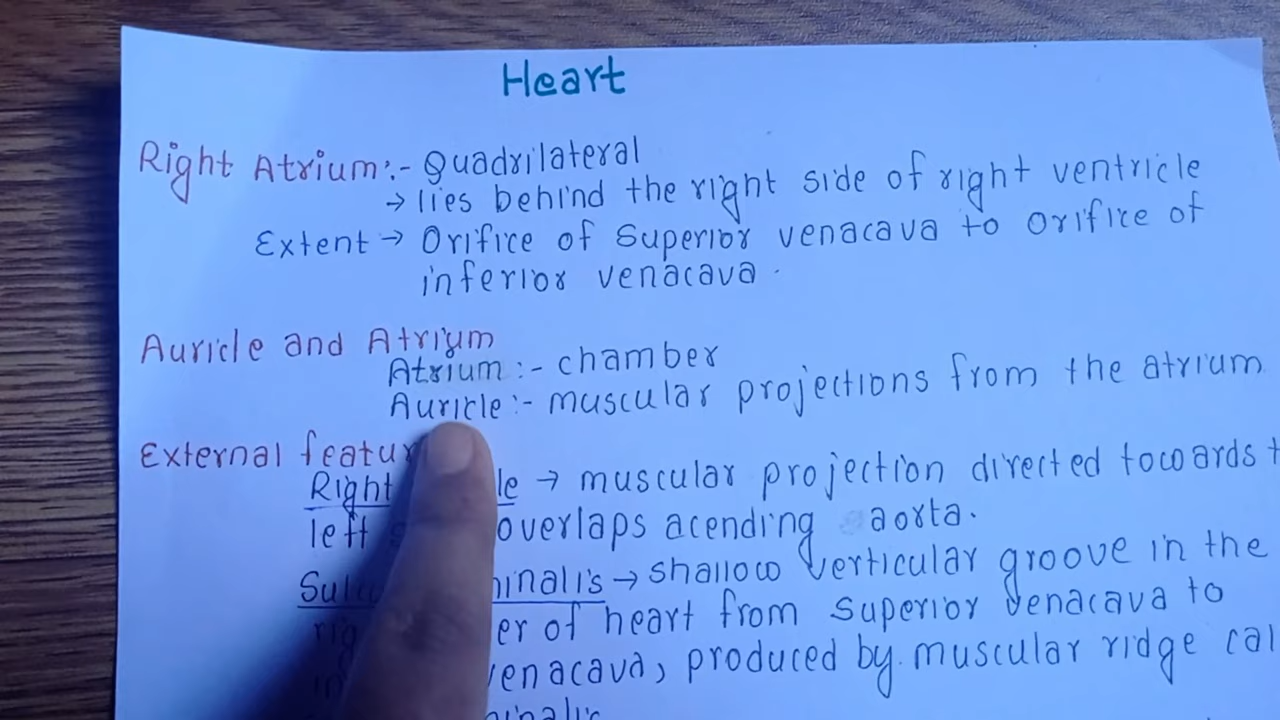 Heart
Right Atrium:- Quadrilateral
→ lies behind the right side of right ventricle
Extent → Orifice of superior venacava to orifice of
inferior venacava.
Auricle and Atrium
Atrium:- chamber
Auricle:- muscular projections from the atrium
External featur
Right le → muscular projection directed towards t
left overlaps acending aorta.
Sul inalis → shallow verticular groove in the
rig er of heart from superior venacava to
venacava, produced by muscular ridge cal